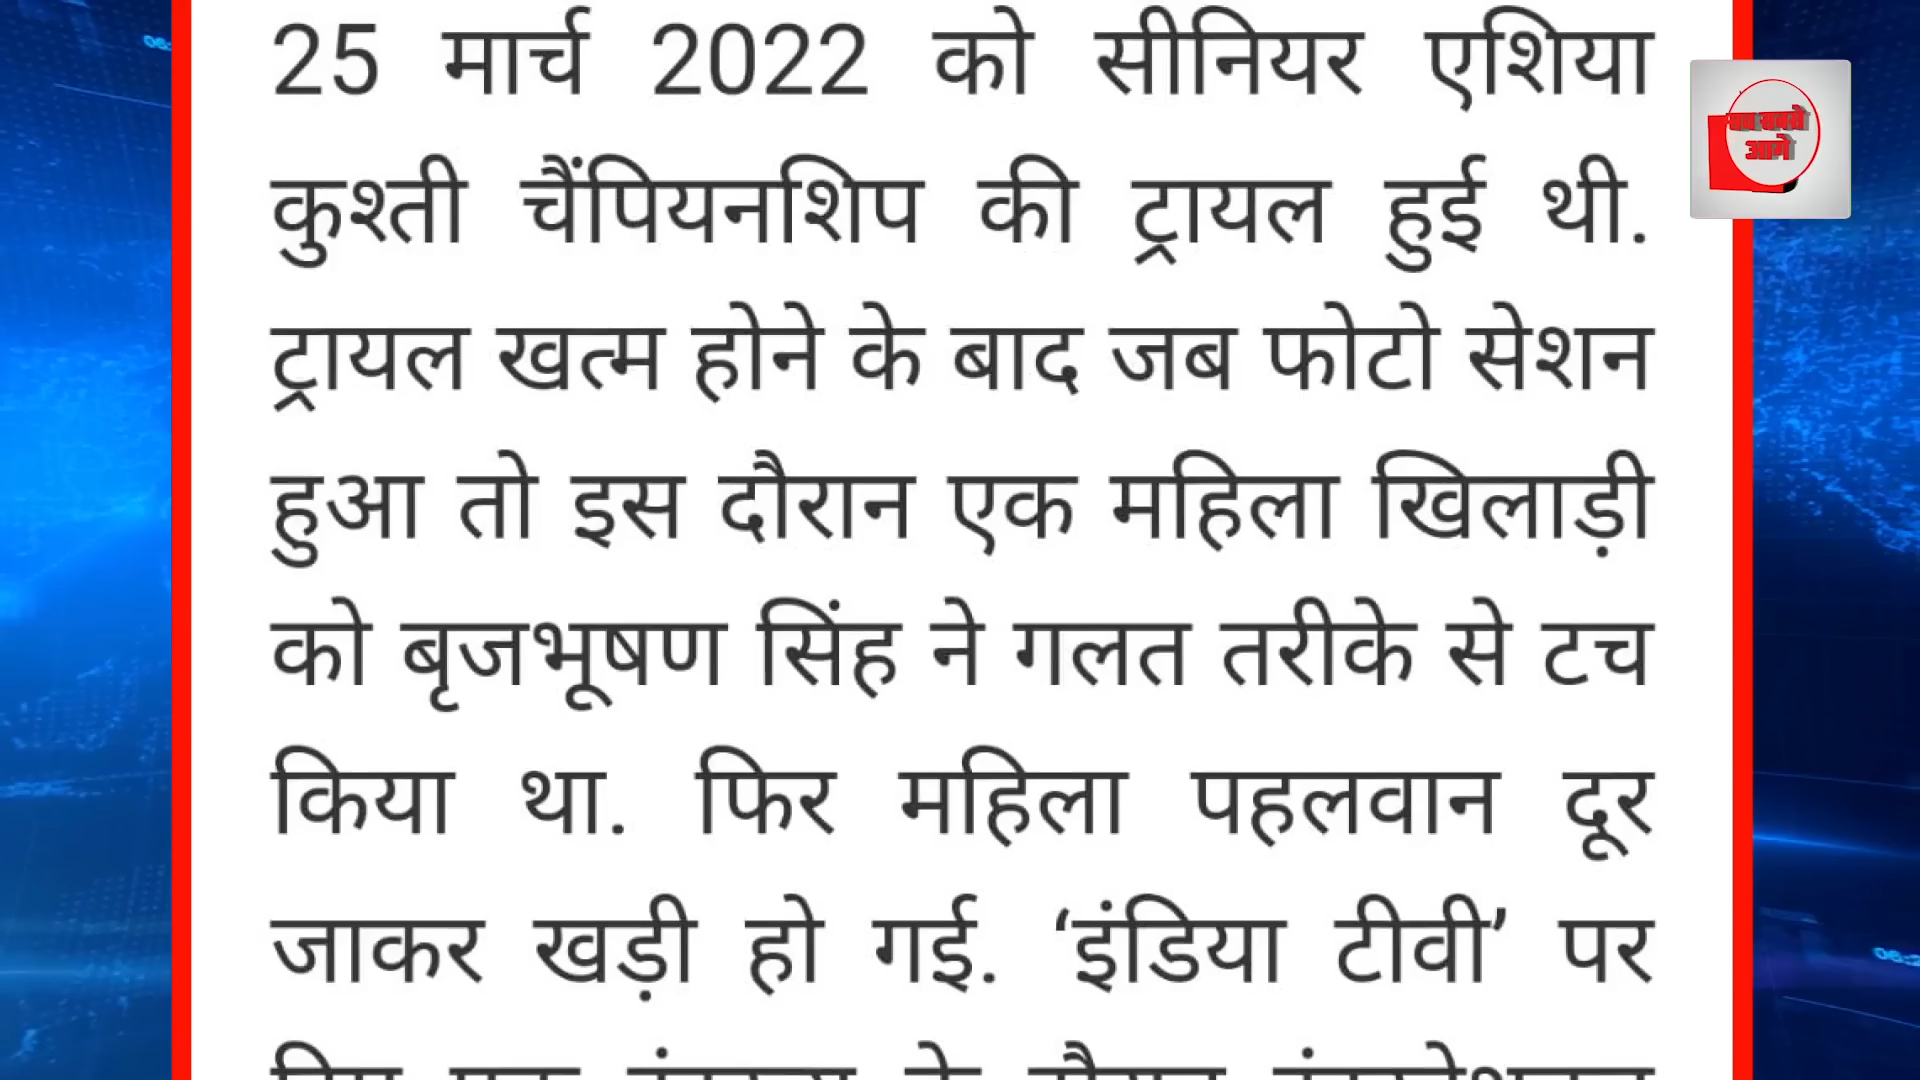 25 मार्च 2022 को सीनियर एशिया
कुश्ती चैंपियनशिप की ट्रायल हुई थी.
ट्रायल खत्म होने के बाद जब फोटो सेशन
हुआ तो इस दौरान एक महिला खिलाड़ी
को बृजभूषण सिंह ने गलत तरीके से टच
किया था. फिर महिला पहलवान दूर
जाकर खड़ी हो गई. ‘इंडिया टीवी’ पर
आगे